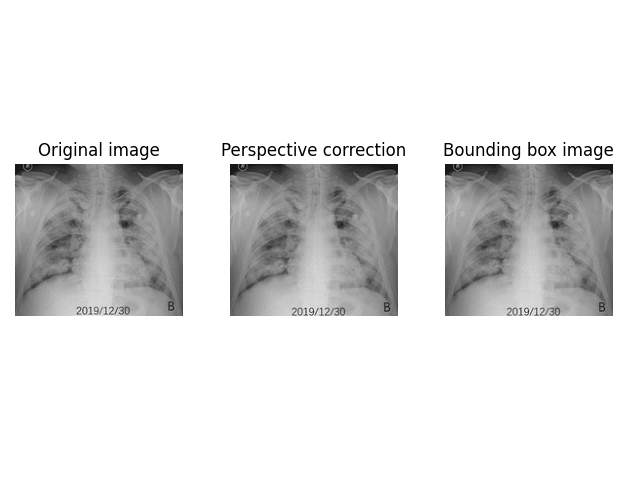 Original image
Perspective correction
Bounding box image
2019/12/30
B
2019/12/30
B
2019/12/30
B